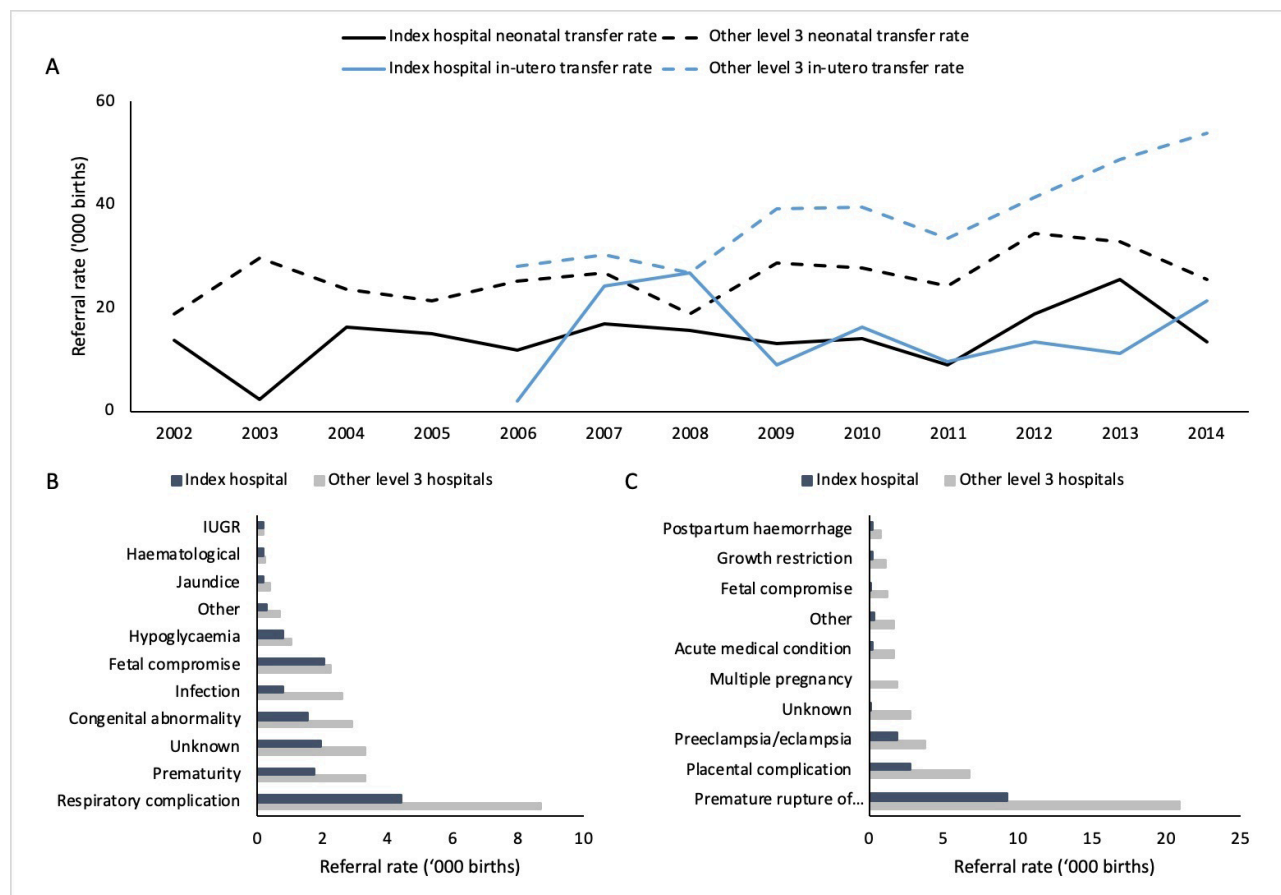 Index hospital neonatal transfer rate Other level 3 neonatal transfer rate
Index hospital in-utero transfer rate Other level 3 in-utero transfer rate
A
Referral rate (‘000 births)
60
40
20
0
2002 2003 2004 2005 2006 2007 2008 2009 2010 2011 2012 2013 2014
B
Index hospital Other level 3 hospitals
IUGR
Haematological
Jaundice
Other
Hypoglycaemia
Fetal compromise
Infection
Congenital abnormality
Unknown
Prematurity
Respiratory complication
0 2 4 6 8 10
Referral rate (‘000 births)
C
Index hospital Other level 3 hospitals
Postpartum haemorrhage
Growth restriction
Fetal compromise
Other
Acute medical condition
Multiple pregnancy
Unknown
Preeclampsia/eclampsia
Placental complication
Premature rupture of…
0 5 10 15 20 25
Referral rate (‘000 births)